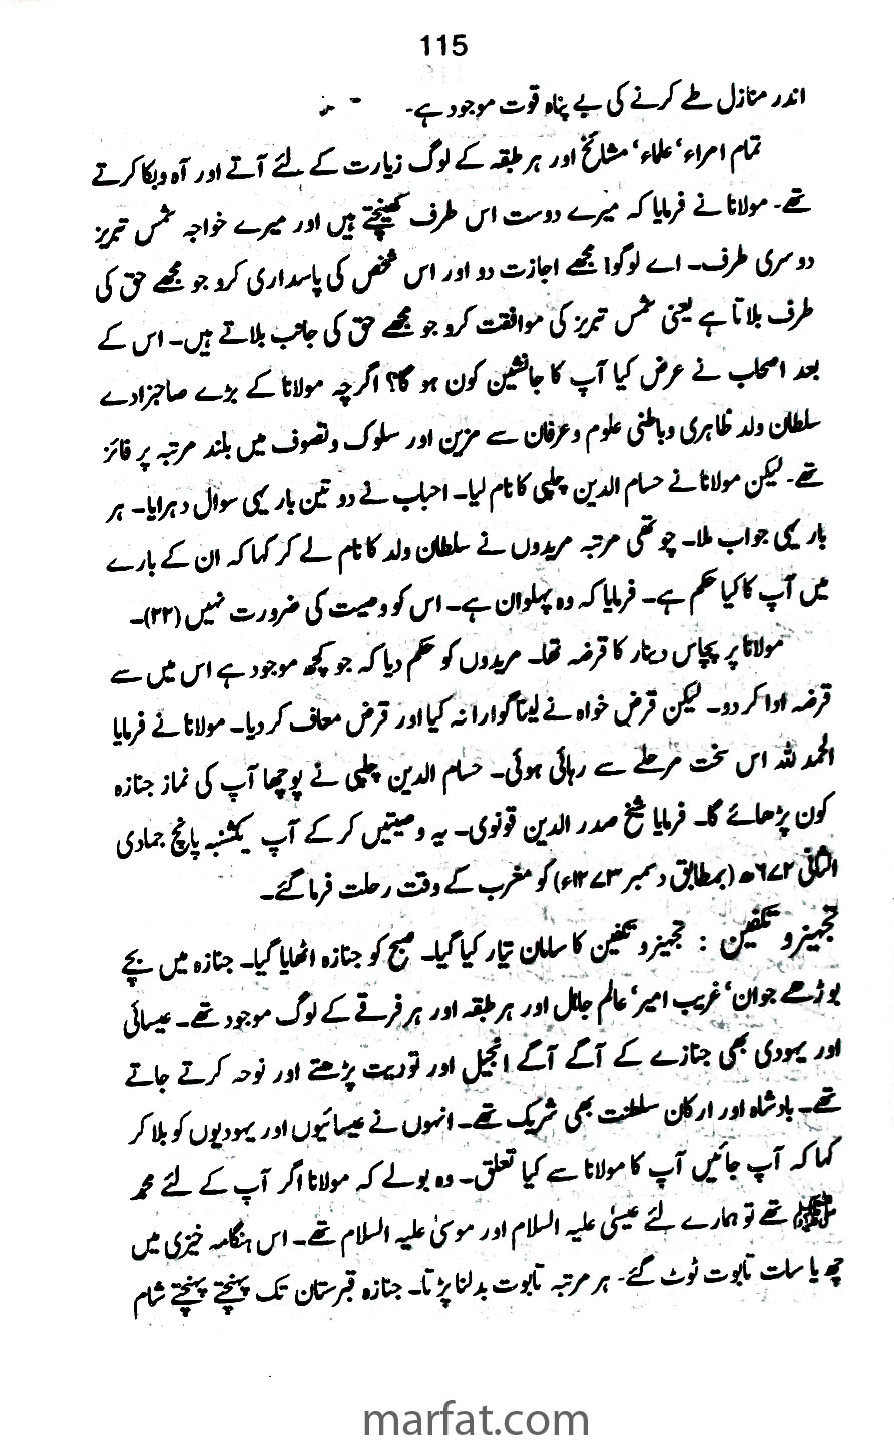 115
اندر منازل طے کرنے کی بے پناہ قوت موجود ہے۔
تمام امراء، علماء، مشائخ اور ہر طبقہ کے لوگ زیارت کے لئے آتے اور آہ وبکا کرتے
تھے۔ مولانا نے فرمایا کہ میرے دوست اس طرف کھینچتے ہیں اور میرے خواجہ شمس تبریز
دوسری طرف۔ اے لوگو! مجھے اجازت دو اور اس شخص کی پاسداری کرو جو مجھے حق کی
طرف بلاتا ہے یعنی شمس تبریز کی موافقت کرو جو مجھے حق کی جانب بلاتے ہیں۔ اس کے
بعد اصحاب نے عرض کیا آپ کا جانشین کون ہو گا؟ اگرچہ مولانا کے بڑے صاجزادے
سلطان ولد ظاہری وباطنی علوم وعرفان سے مزین اور سلوک وتصوف میں بلند مرتبہ پر فائز
تھے۔ لیکن مولانا نے حسام الدین چلپی کا نام لیا۔ احباب نے دو تین بار یہی سوال دہرایا۔ ہر
بار یہی جواب ملا۔ چوتھی مرتبہ مریدوں نے سلطان ولد کا نام لے کر کہا کہ ان کے بارے
میں آپ کا کیا حکم ہے۔ فرمایا کہ وہ پہلوان ہے۔ اس کو وصیت کی ضرورت نہیں (۲۲)۔
مولانا پر پچاس دینار کا قرضہ تھا۔ مریدوں کو حکم دیا کہ جو کچھ موجود ہے اس میں سے
قرضہ ادا کر دو۔ لیکن قرض خواہ نے لینا گوارا نہ کیا اور قرض معاف کر دیا۔ مولانا نے فرمایا
الحمد للہ اس سخت مرحلے سے رہائی ہوئی۔ حسام الدین چلپی نے پوچھا آپ کی نماز جنازہ
کون پڑھائے گا۔ فرمایا شیخ صدر الدین قونوی۔ یہ وصیتیں کر کے آپ یکشنبہ پانچ جمادی
الثانی ۶۷۲ھ (بمطابق دسمبر ۱۲۷۳ء) کو مغرب کے وقت رحلت فرما گئے۔
تجہیز و تکفین : تجہیز و تکفین کا سامان تیار کیا گیا۔ صبح کو جنازہ اٹھایا گیا۔ جنازہ میں بچے
بوڑھے جوان، غریب امیر، عالم جاہل اور ہر طبقہ اور ہر فرقے کے لوگ موجود تھے۔ عیسائی
اور یہودی بھی جنازے کے آگے آگے انجیل اور توریت پڑھتے اور نوحہ کرتے جاتے
تھے۔ بادشاہ اور ارکان سلطنت بھی شریک تھے۔ انہوں نے عیسائیوں اور یہودیوں کو بلا کر
کہا کہ آپ جائیں آپ کا مولانا سے کیا تعلق۔ وہ بولے کہ مولانا اگر آپ کے لئے محمد
ﷺ تھے تو ہمارے لئے عیسیٰ علیہ السلام اور موسیٰ علیہ السلام تھے۔ اس ہنگامہ خیزی میں
چھ یا سات تابوت ٹوٹ گئے۔ ہر مرتبہ تابوت بدلنا پڑتا۔ جنازہ قبرستان تک پہنچتے پہنچتے شام
marfat.com